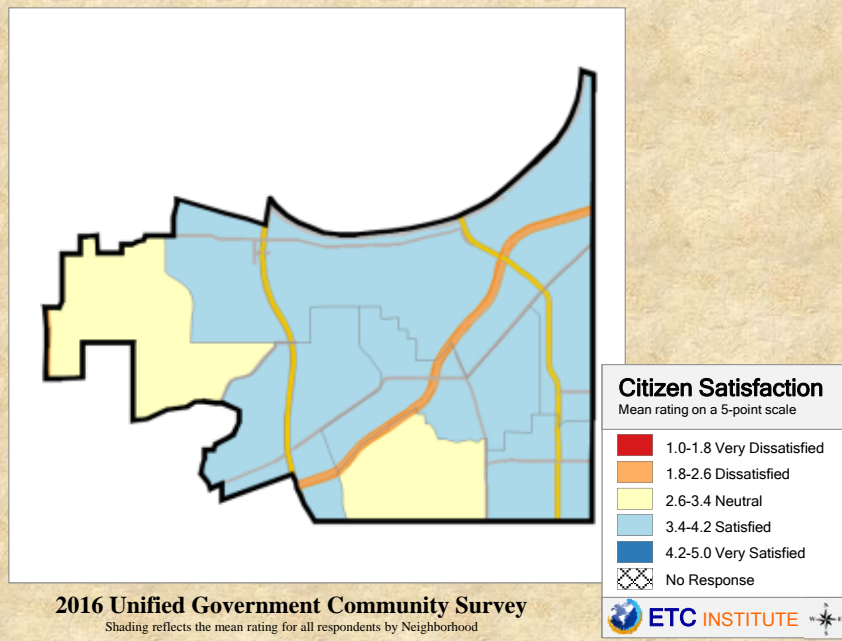 Citizen Satisfaction
Mean rating on a 5-point scale
1.0-1.8 Very Dissatisfied
1.8-2.6 Dissatisfied
2.6-3.4 Neutral
3.4-4.2 Satisfied
4.2-5.0 Very Satisfied
No Response
ETC INSTITUTE
N
W E
S
2016 Unified Government Community Survey
Shading reflects the mean rating for all respondents by Neighborhood